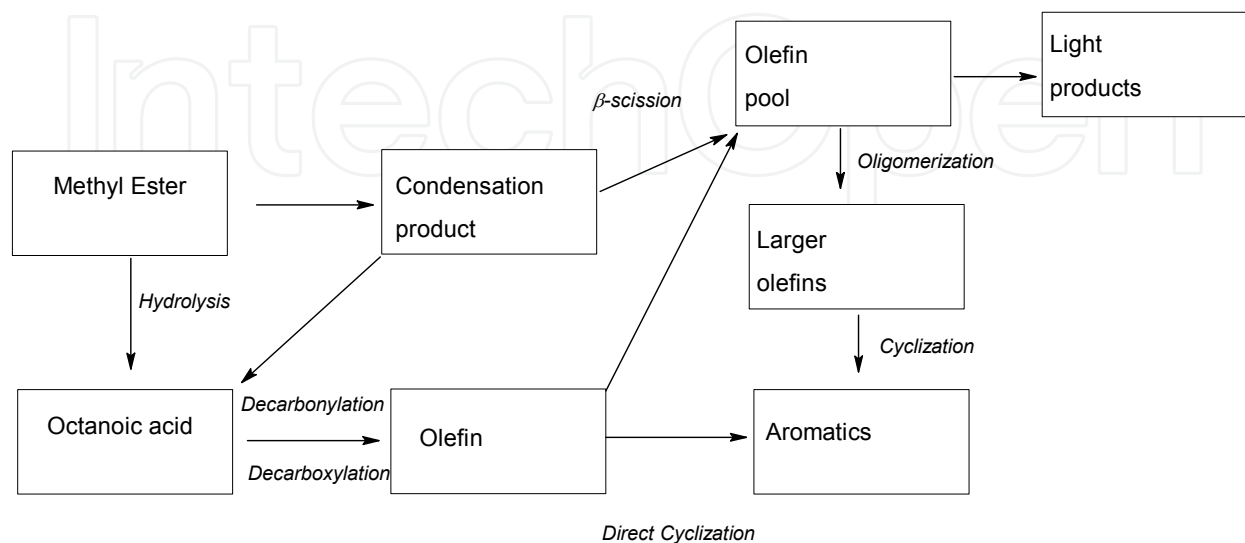 IntechOpen
Olefin
pool
Light
products
β-scission
Oligomerization
Methyl Ester
Condensation
product
Larger
olefins
Hydrolysis
Cyclization
Octanoic acid
Decarbonylation
Decarboxylation
Olefin
Aromatics
Direct Cyclization